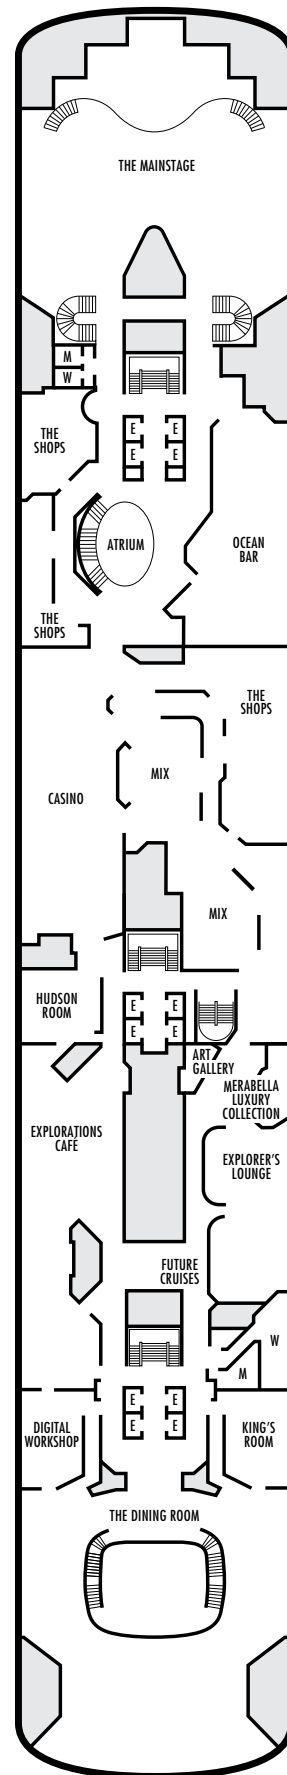 THE MAINSTAGE
M
W
E E
E E
THE
SHOPS
ATRIUM
OCEAN
BAR
THE
SHOPS
THE
SHOPS
MIX
CASINO
MIX
HUDSON
ROOM
E E
E E
ART
GALLERY
MERABELLA
LUXURY
COLLECTION
EXPLORATIONS
CAFÉ
EXPLORER'S
LOUNGE
FUTURE
CRUISES
W
M
E E
E E
DIGITAL
WORKSHOP
KING'S
ROOM
THE DINING ROOM